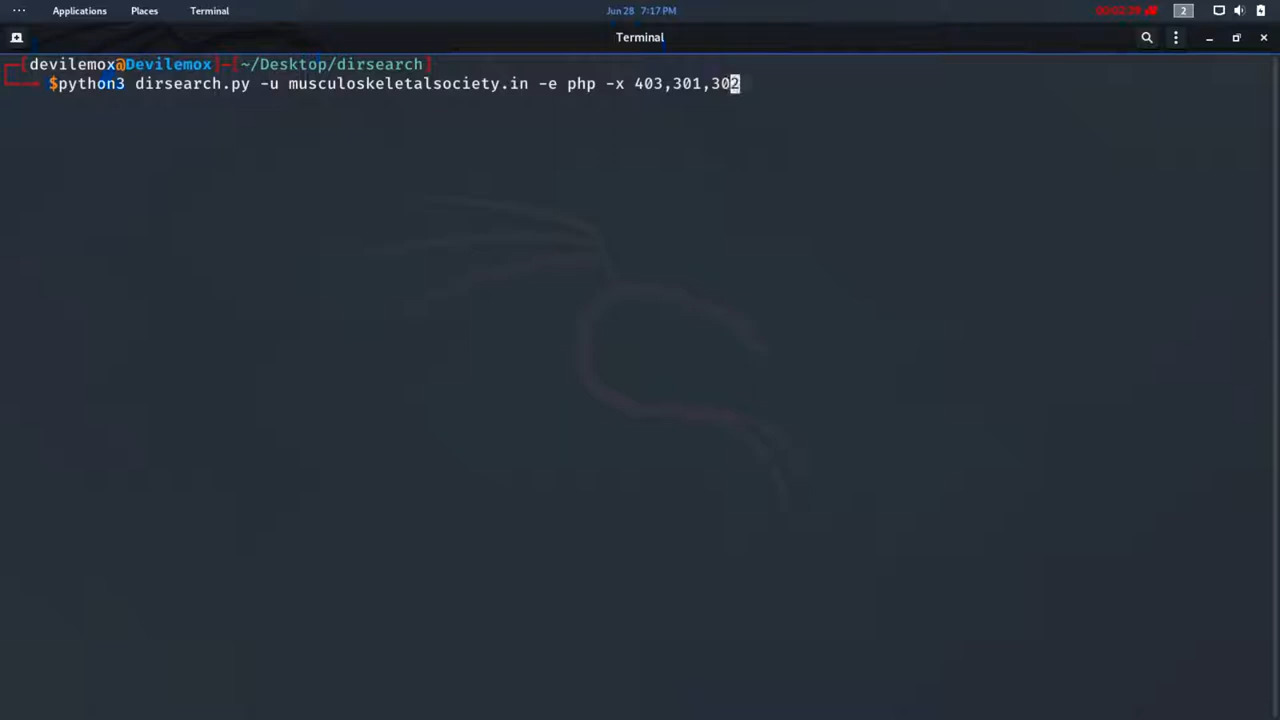 Applications Places Terminal Jun 28 7:17 PM 2
Terminal
[devilemox@Devilemox]-[~/Desktop/dirsearch]
$python3 dirsearch.py -u musculoskeletalsociety.in -e php -x 403,301,302